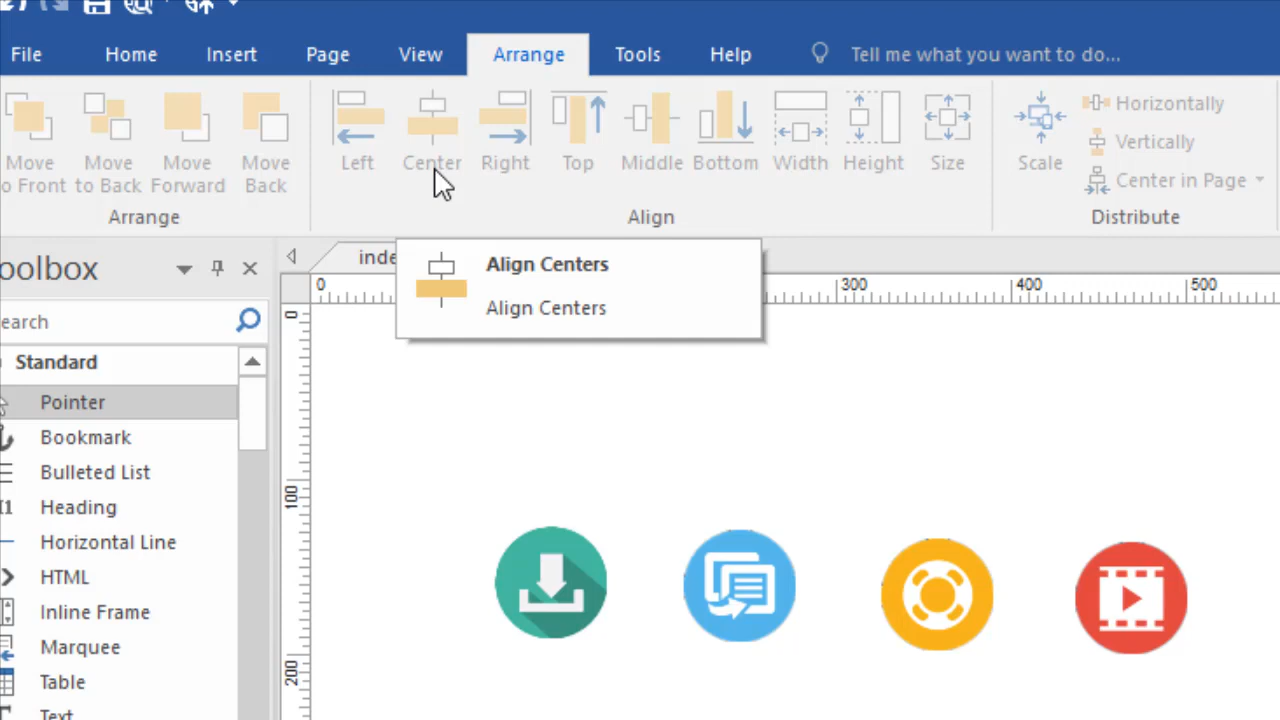 File Home Insert Page View Arrange Tools Help Tell me what you want to do...
Move Move Move Move Left Center Right Top Middle Bottom Width Height Size Scale Horizontally
o Front to Back Forward Back Vertically
Center in Page
Arrange Align Distribute
oolbox
inde
Align Centers
Align Centers
0 300 400 500
0
100
200
earch
Standard
Pointer
Bookmark
Bulleted List
Heading
Horizontal Line
HTML
Inline Frame
Marquee
Table
Text